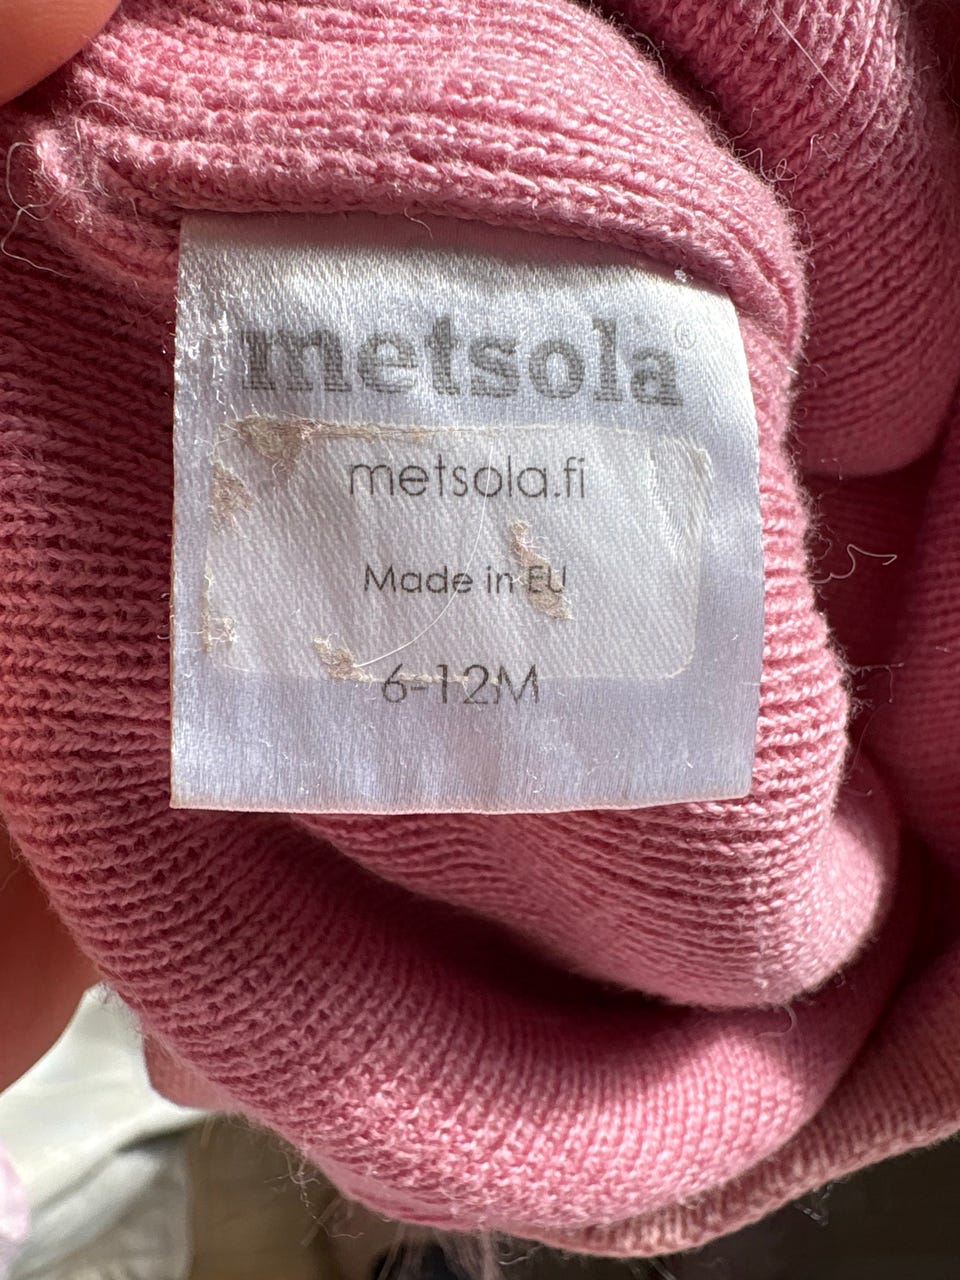 metsola®
metsola.fi
Made in EU
6-12M